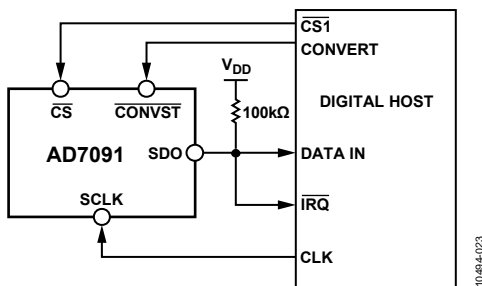 CS1
CONVERT
VDD
DIGITAL HOST
100kΩ
CS
CONVST
AD7091
SDO
DATA IN
SCLK
IRQ
CLK
10494-023